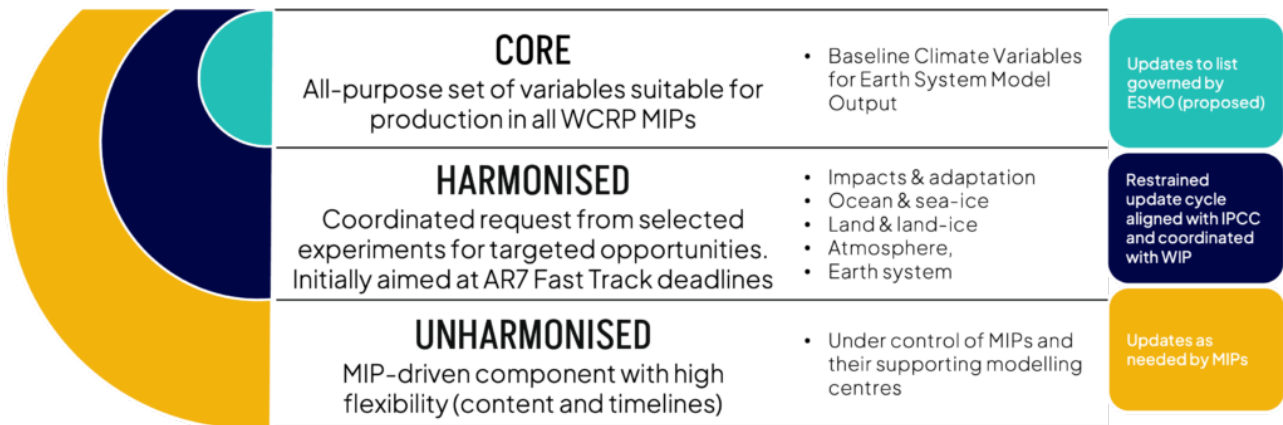 CORE
All-purpose set of variables suitable for
production in all WCRP MIPs
• Baseline Climate Variables
for Earth System Model
Output
Updates to list
governed by
ESMO (proposed)
HARMONISED
Coordinated request from selected
experiments for targeted opportunities.
Initially aimed at AR7 Fast Track deadlines
• Impacts & adaptation
• Ocean & sea-ice
• Land & land-ice
• Atmosphere,
• Earth system
Restrained
update cycle
aligned with IPCC
and coordinated
with WIP
UNHARMONISED
MIP-driven component with high
flexibility (content and timelines)
• Under control of MIPs and
their supporting modelling
centres
Updates as
needed by MIPs